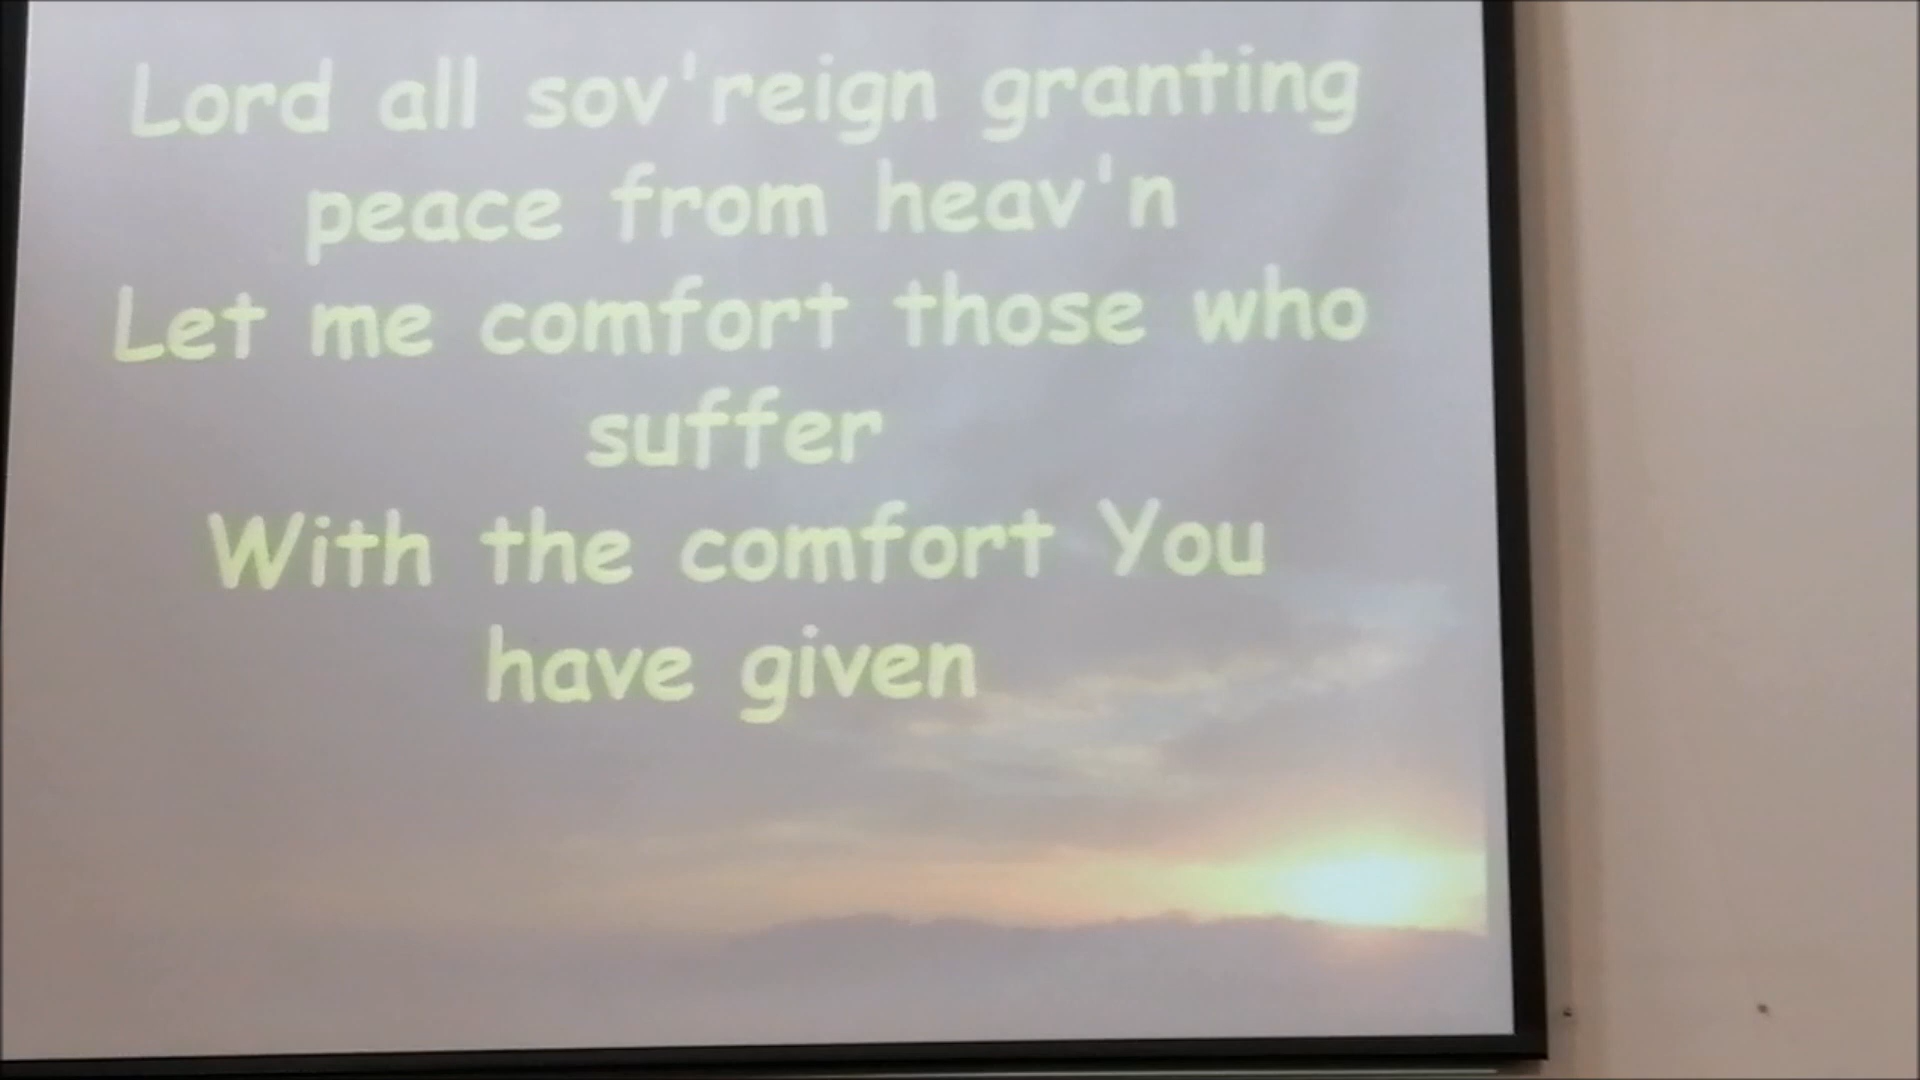 Lord all sov'reign granting
peace from heav'n
Let me comfort those who
suffer
With the comfort You
have given